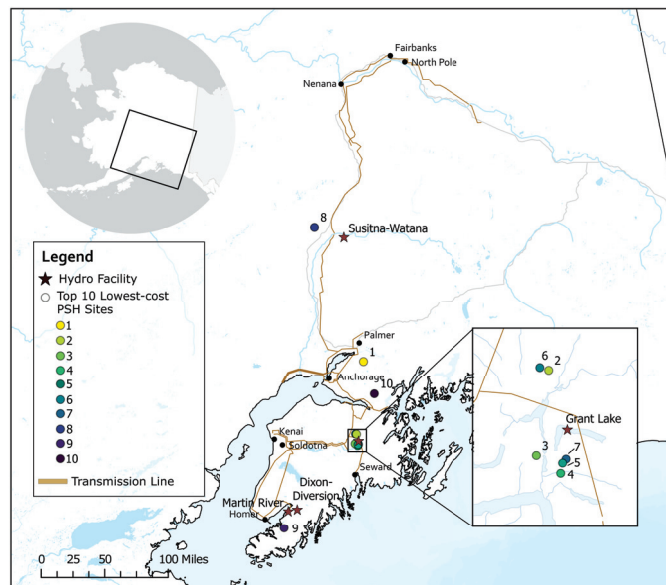 Fairbanks
North Pole
Nenana
8
Susitna-Watana
Legend
Hydro Facility
Top 10 Lowest-cost
PSH Sites
1
2
3
4
5
6
7
8
9
10
Transmission Line
Palmer
1
Anchorage
10
Kenai
Soldotna
Seward
Dixon-
Diversion
Martin River
Homer
9
6
2
Grant Lake
3
7
5
4
0 25 50 100 Miles